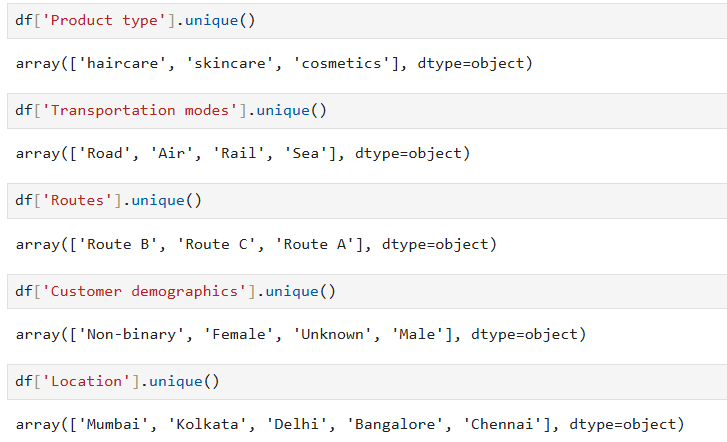 df['Product type'].unique()
array(['haircare', 'skincare', 'cosmetics'], dtype=object)
df['Transportation modes'].unique()
array(['Road', 'Air', 'Rail', 'Sea'], dtype=object)
df['Routes'].unique()
array(['Route B', 'Route C', 'Route A'], dtype=object)
df['Customer demographics'].unique()
array(['Non-binary', 'Female', 'Unknown', 'Male'], dtype=object)
df['Location'].unique()
array(['Mumbai', 'Kolkata', 'Delhi', 'Bangalore', 'Chennai'], dtype=object)